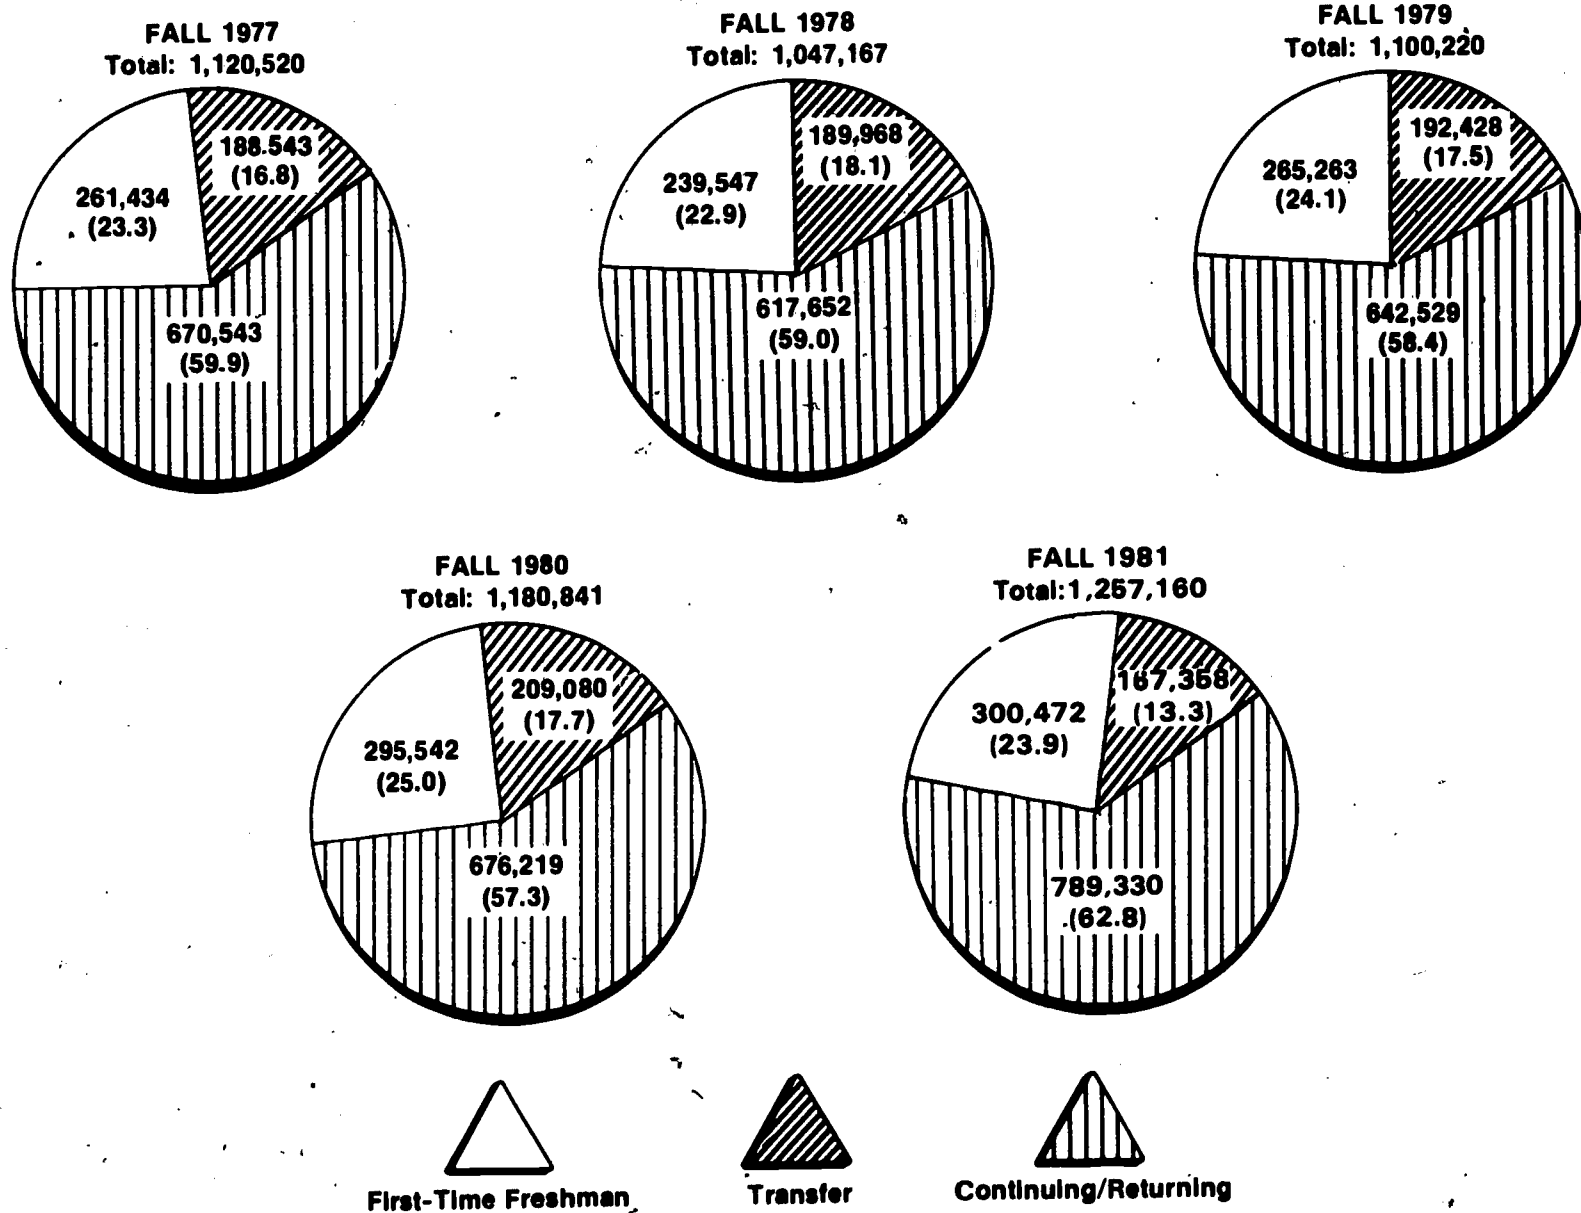 FALL 1977
Total: 1,120,520
188.543
(16.8)
261,434
(23.3)
670,543
(59.9)
FALL 1978
Total: 1,047,167
189,968
(18.1)
239,547
(22.9)
617,652
(59.0)
FALL 1979
Total: 1,100,220
192,428
(17.5)
265,263
(24.1)
642,529
(58.4)
FALL 1980
Total: 1,180,841
209,080
(17.7)
295,542
(25.0)
676,219
(57.3)
FALL 1981
Total:1,257,160
167,358
(13.3)
300,472
(23.9)
789,330
(62.8)
First-Time Freshman
Transfer
Continuing/Returning